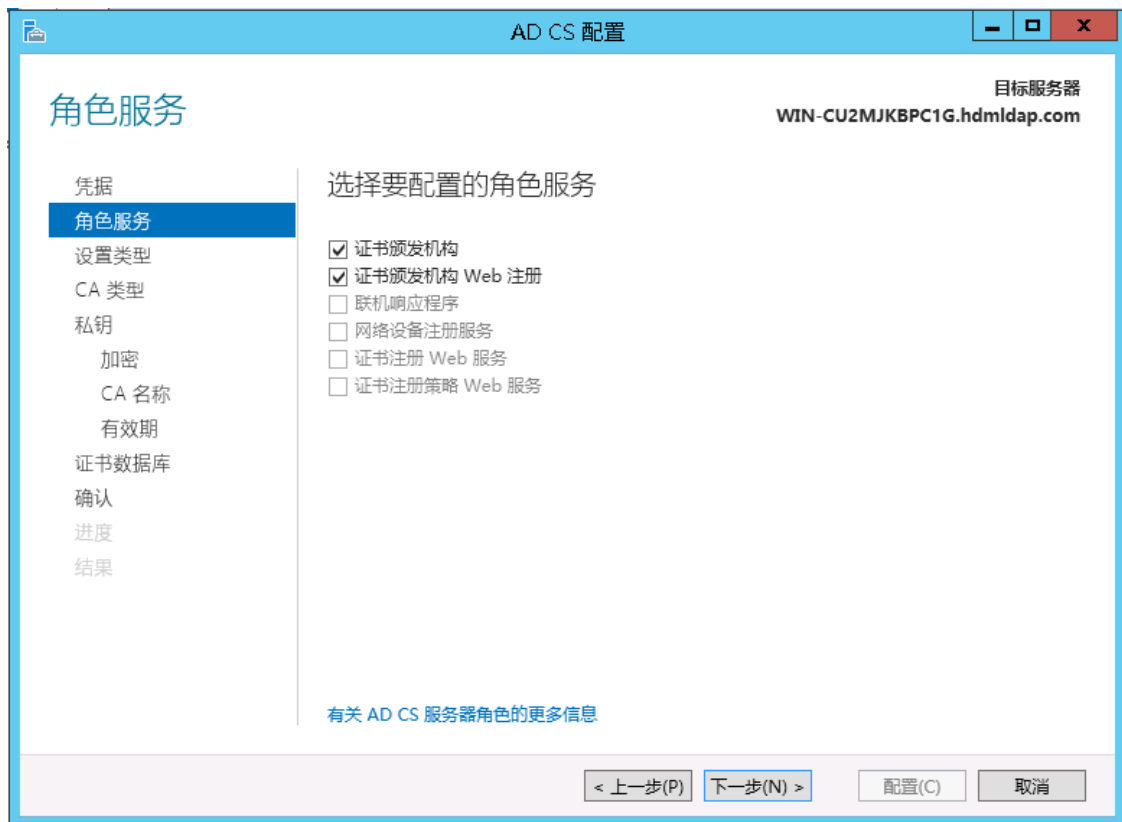 AD CS 配置
角色服务
目标服务器
WIN-CU2MJKBPC1G.hdmldap.com
凭据
角色服务
设置类型
CA 类型
私钥
加密
CA 名称
有效期
证书数据库
确认
进度
结果
选择要配置的角色服务
证书颁发机构
证书颁发机构 Web 注册
联机响应程序
网络设备注册服务
证书注册 Web 服务
证书注册策略 Web 服务
有关 AD CS 服务器角色的更多信息
< 上一步(P)
下一步(N) >
配置(C)
取消